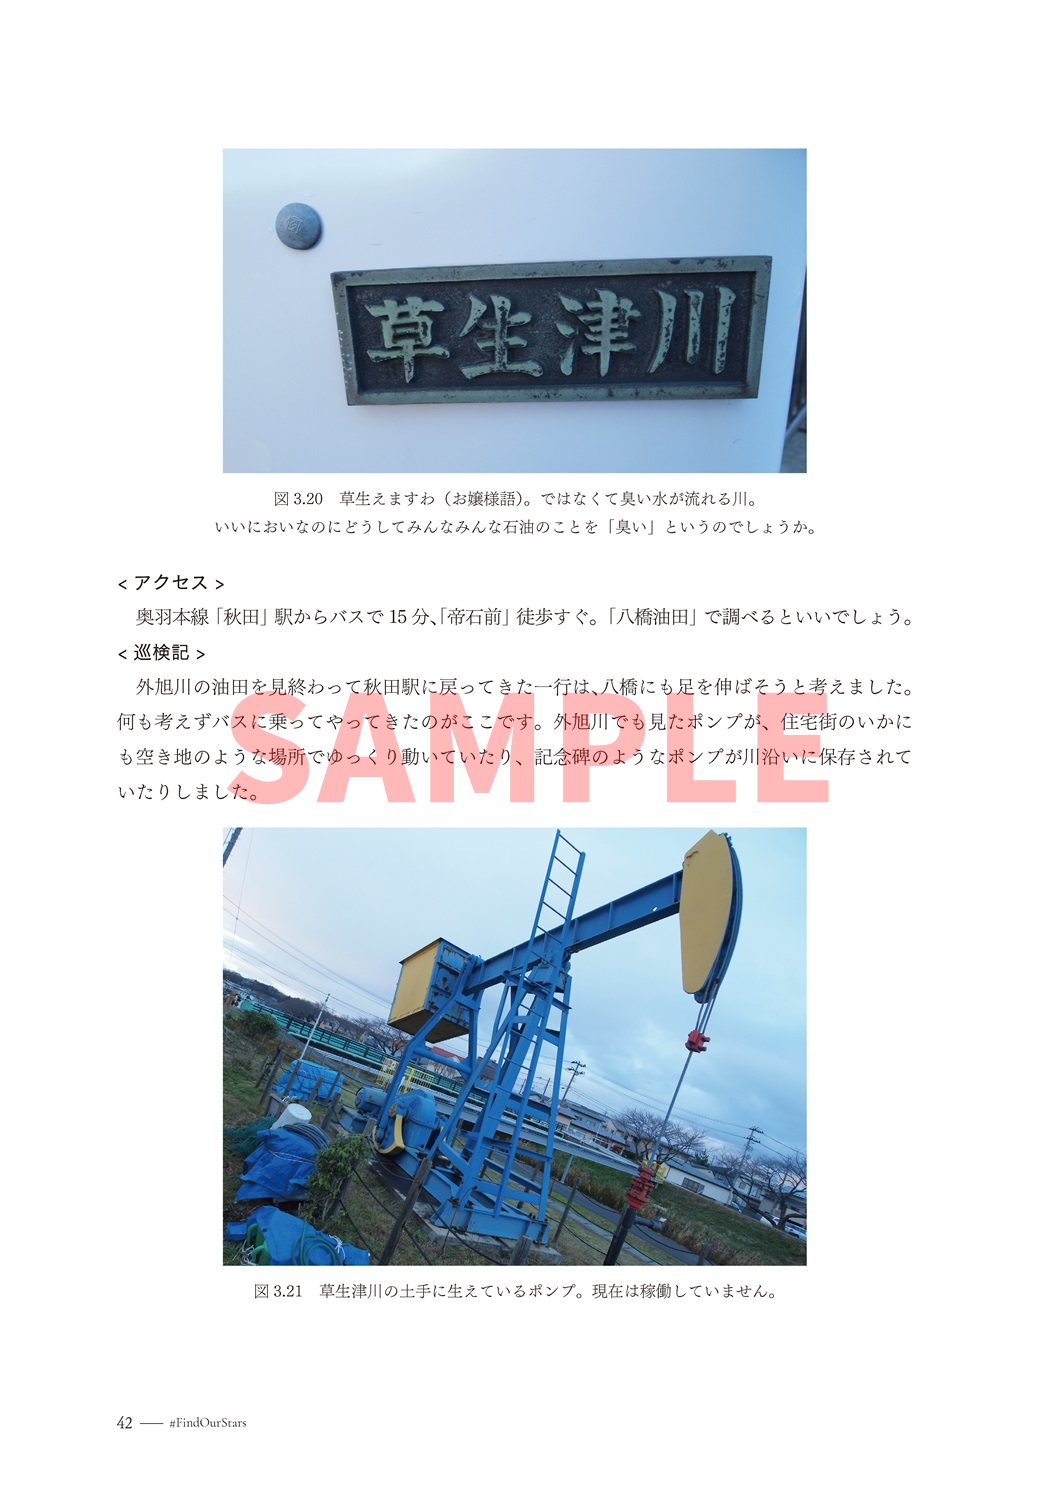 草生津川
図 3.20　草生えますわ（お嬢様語）。ではなくて臭い水が流れる川。
いいにおいなのにどうしてみんなみんな石油のことを「臭い」というのでしょうか。
< アクセス >
奥羽本線「秋田」駅からバスで 15 分、「帝石前」徒歩すぐ。「八橋油田」で調べるといいでしょう。
< 巡検記 >
外旭川の油田を見終わって秋田駅に戻ってきた一行は、八橋にも足を伸ばそうと考えました。
何も考えずバスに乗ってやってきたのがここです。外旭川でも見たポンプが、住宅街のいかに
も空き地のような場所でゆっくり動いていたり、記念碑のようなポンプが川沿いに保存されて
いたりしました。
SAMPLE
図 3.21　草生津川の土手に生えているポンプ。現在は稼働していません。
42 —— #FindOurStars